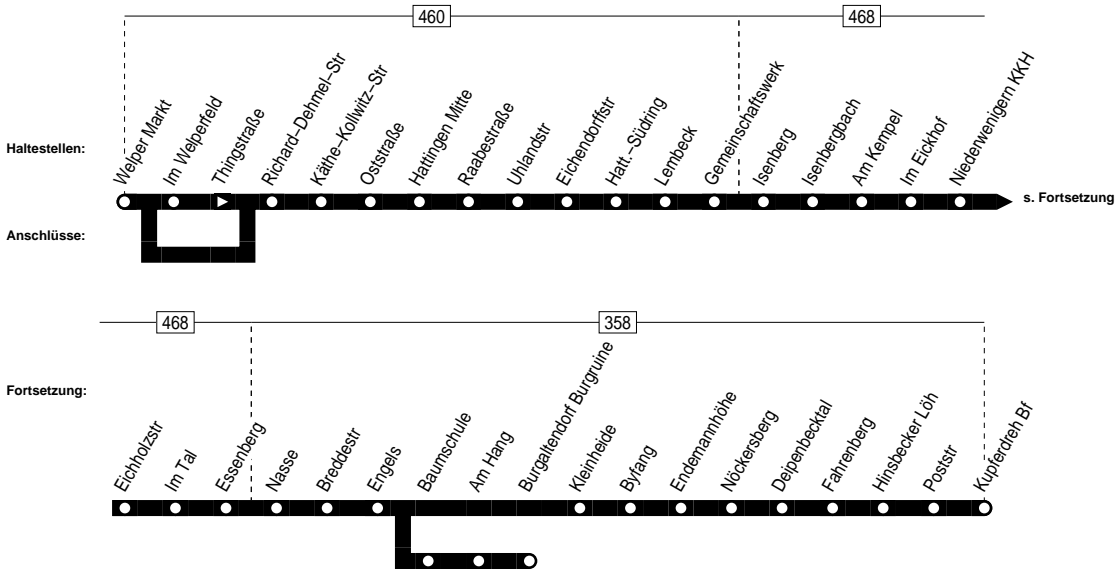 460 468
Haltestellen:
Welper Markt
Im Welperfeld
Thingstraße
Richard-Dehmel-Str
Käthe-Kollwitz-Str
Oststraße
Hattingen Mitte
Raabestraße
Uhlandstr
Eichendorffstr
Hatt.-Südring
Lembeck
Gemeinschaftswerk
Isenberg
Isenbergbach
Am Kempel
Im Eickhof
Niederwenigern KKH
s. Fortsetzung
Anschlüsse:
468 358
Fortsetzung:
Eichholzstr
Im Tal
Essenberg
Nasse
Breddestr
Engels
Baumschule
Am Hang
Burgaltendorf Burgruine
Kleinheide
Byfang
Endemannhöhe
Nöckersberg
Deipenbecktal
Fahrenberg
Hinsbecker Löh
Poststr
Kupferdreh Bf